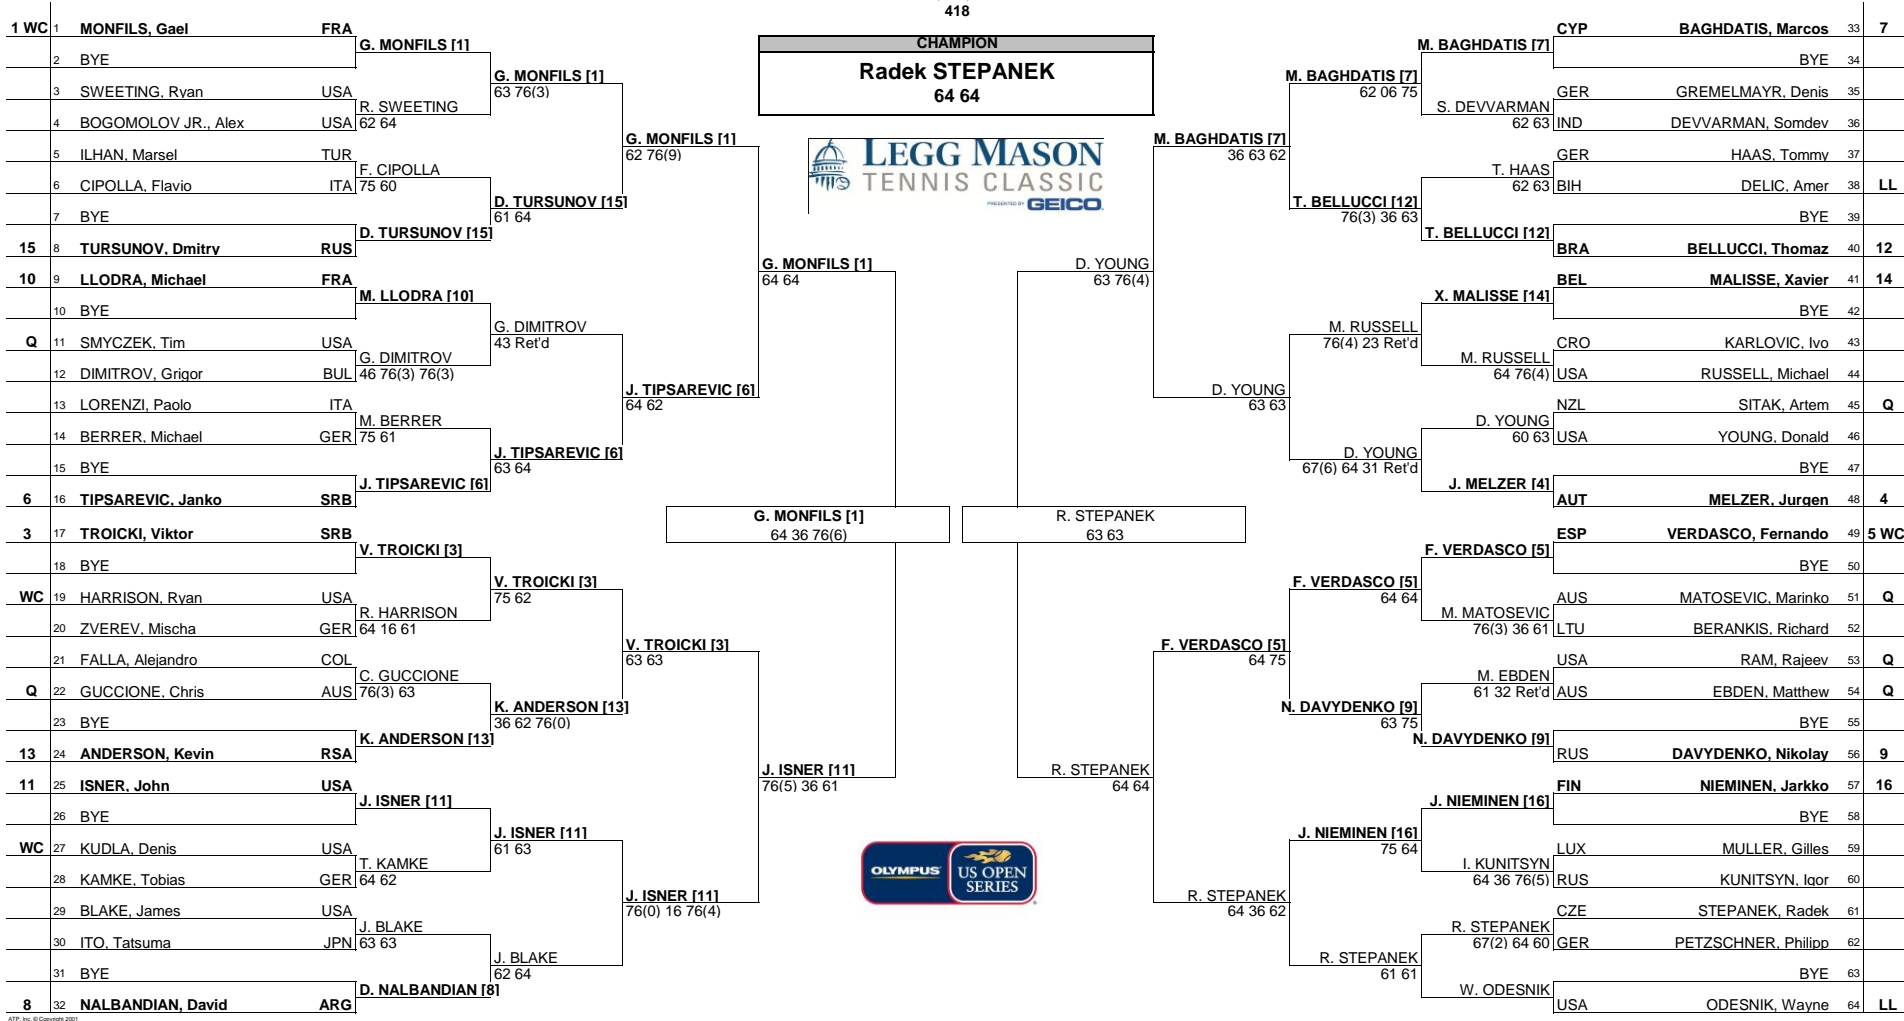 418
CHAMPION
Radek STEPANEK
64 64
LEGG MASON
TENNIS CLASSIC
PRESENTED BY GEICO.
1 WC 1 MONFILS, Gael FRA
2 BYE
3 SWEETING, Ryan USA
4 BOGOMOLOV JR., Alex USA
5 ILHAN, Marsel TUR
6 CIPOLLA, Flavio ITA
7 BYE
15 8 TURSUNOV, Dmitry RUS
10 9 LLODRA, Michael FRA
10 BYE
Q 11 SMYCZEK, Tim USA
12 DIMITROV, Grigor BUL
13 LORENZI, Paolo ITA
14 BERRER, Michael GER
15 BYE
6 16 TIPSAREVIC, Janko SRB
3 17 TROICKI, Viktor SRB
18 BYE
WC 19 HARRISON, Ryan USA
20 ZVEREV, Mischa GER
21 FALLA, Alejandro COL
Q 22 GUCCIONE, Chris AUS
23 BYE
13 24 ANDERSON, Kevin RSA
11 25 ISNER, John USA
26 BYE
WC 27 KUDLA, Denis USA
28 KAMKE, Tobias GER
29 BLAKE, James USA
30 ITO, Tatsuma JPN
31 BYE
8 32 NALBANDIAN, David ARG
G. MONFILS [1]
R. SWEETING
62 64
F. CIPOLLA
75 60
D. TURSUNOV [15]
M. LLODRA [10]
G. DIMITROV
46 76(3) 76(3)
M. BERRER
75 61
J. TIPSAREVIC [6]
V. TROICKI [3]
R. HARRISON
64 16 61
C. GUCCIONE
76(3) 63
K. ANDERSON [13]
J. ISNER [11]
T. KAMKE
64 62
J. BLAKE
63 63
D. NALBANDIAN [8]
G. MONFILS [1]
63 76(3)
D. TURSUNOV [15]
61 64
G. DIMITROV
43 Ret'd
J. TIPSAREVIC [6]
63 64
V. TROICKI [3]
75 62
K. ANDERSON [13]
36 62 76(0)
J. ISNER [11]
61 63
J. BLAKE
62 64
G. MONFILS [1]
62 76(9)
J. TIPSAREVIC [6]
64 62
V. TROICKI [3]
63 63
J. ISNER [11]
76(0) 16 76(4)
G. MONFILS [1]
64 64
J. ISNER [11]
76(5) 36 61
G. MONFILS [1]
64 36 76(6)
R. STEPANEK
63 63
D. YOUNG
63 76(4)
R. STEPANEK
64 64
M. BAGHDATIS [7]
36 63 62
D. YOUNG
63 63
F. VERDASCO [5]
64 75
R. STEPANEK
64 36 62
M. BAGHDATIS [7]
62 06 75
T. BELLUCCI [12]
76(3) 36 63
M. RUSSELL
76(4) 23 Ret'd
D. YOUNG
67(6) 64 31 Ret'd
F. VERDASCO [5]
64 64
N. DAVYDENKO [9]
63 75
J. NIEMINEN [16]
75 64
R. STEPANEK
61 61
M. BAGHDATIS [7]
S. DEVVARMAN
62 63
T. HAAS
62 63
T. BELLUCCI [12]
X. MALISSE [14]
M. RUSSELL
64 76(4)
D. YOUNG
60 63
J. MELZER [4]
F. VERDASCO [5]
M. MATOSEVIC
76(3) 36 61
M. EBDEN
61 32 Ret'd
N. DAVYDENKO [9]
J. NIEMINEN [16]
I. KUNITSYN
64 36 76(5)
R. STEPANEK
67(2) 64 60
W. ODESNIK
CYP BAGHDATIS, Marcos 33 7
BYE 34
GER GREMELMAYR, Denis 35
IND DEVVARMAN, Somdev 36
GER HAAS, Tommy 37
BIH DELIC, Amer 38 LL
BYE 39
BRA BELLUCCI, Thomaz 40 12
BEL MALISSE, Xavier 41 14
BYE 42
CRO KARLOVIC, Ivo 43
USA RUSSELL, Michael 44
NZL SITAK, Artem 45 Q
USA YOUNG, Donald 46
BYE 47
AUT MELZER, Jurgen 48 4
ESP VERDASCO, Fernando 49 5 WC
BYE 50
AUS MATOSEVIC, Marinko 51 Q
LTU BERANKIS, Richard 52
USA RAM, Rajeev 53 Q
AUS EBDEN, Matthew 54 Q
BYE 55
RUS DAVYDENKO, Nikolay 56 9
FIN NIEMINEN, Jarkko 57 16
BYE 58
LUX MULLER, Gilles 59
RUS KUNITSYN, Igor 60
CZE STEPANEK, Radek 61
GER PETZSCHNER, Philipp 62
BYE 63
USA ODESNIK, Wayne 64 LL
OLYMPUS
US OPEN
SERIES
ATP, Inc. © Copyright 2001